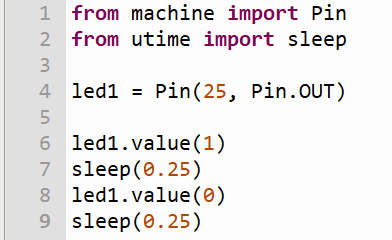 1 from machine import Pin
2 from utime import sleep
3
4 led1 = Pin(25, Pin.OUT)
5
6 led1.value(1)
7 sleep(0.25)
8 led1.value(0)
9 sleep(0.25)